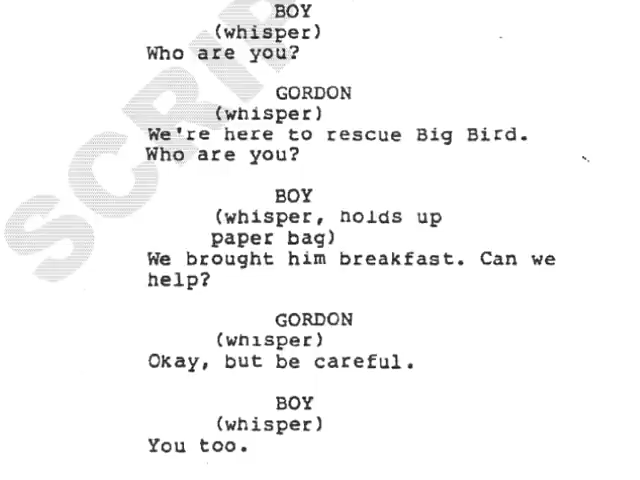 BOY
(whisper)
Who are you?
GORDON
(whisper)
We're here to rescue Big Bird.
Who are you?
BOY
(whisper, holds up
paper bag)
We brought him breakfast. Can we
help?
GORDON
(whisper)
Okay, but be careful.
BOY
(whisper)
You too.
SCRIP